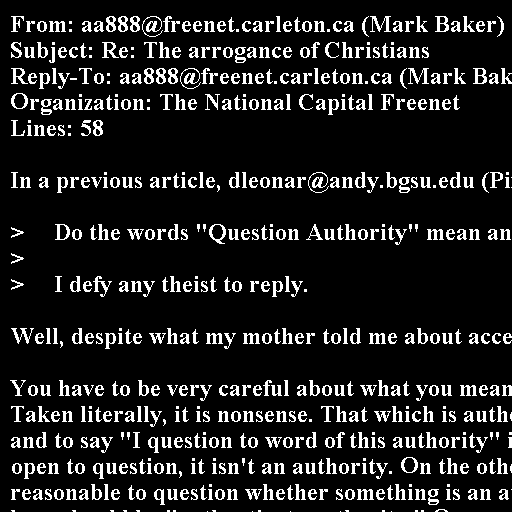 From: aa888@freenet.carleton.ca (Mark Baker)
Subject: Re: The arrogance of Christians
Reply-To: aa888@freenet.carleton.ca (Mark Bak
Organization: The National Capital Freenet
Lines: 58
In a previous article, dleonar@andy.bgsu.edu (Pi
> Do the words "Question Authority" mean an
>
> I defy any theist to reply.
Well, despite what my mother told me about acce
You have to be very careful about what you mean
Taken literally, it is nonsense. That which is auth
and to say "I question to word of this authority" i
open to question, it isn't an authority. On the oth
reasonable to question whether something is an a